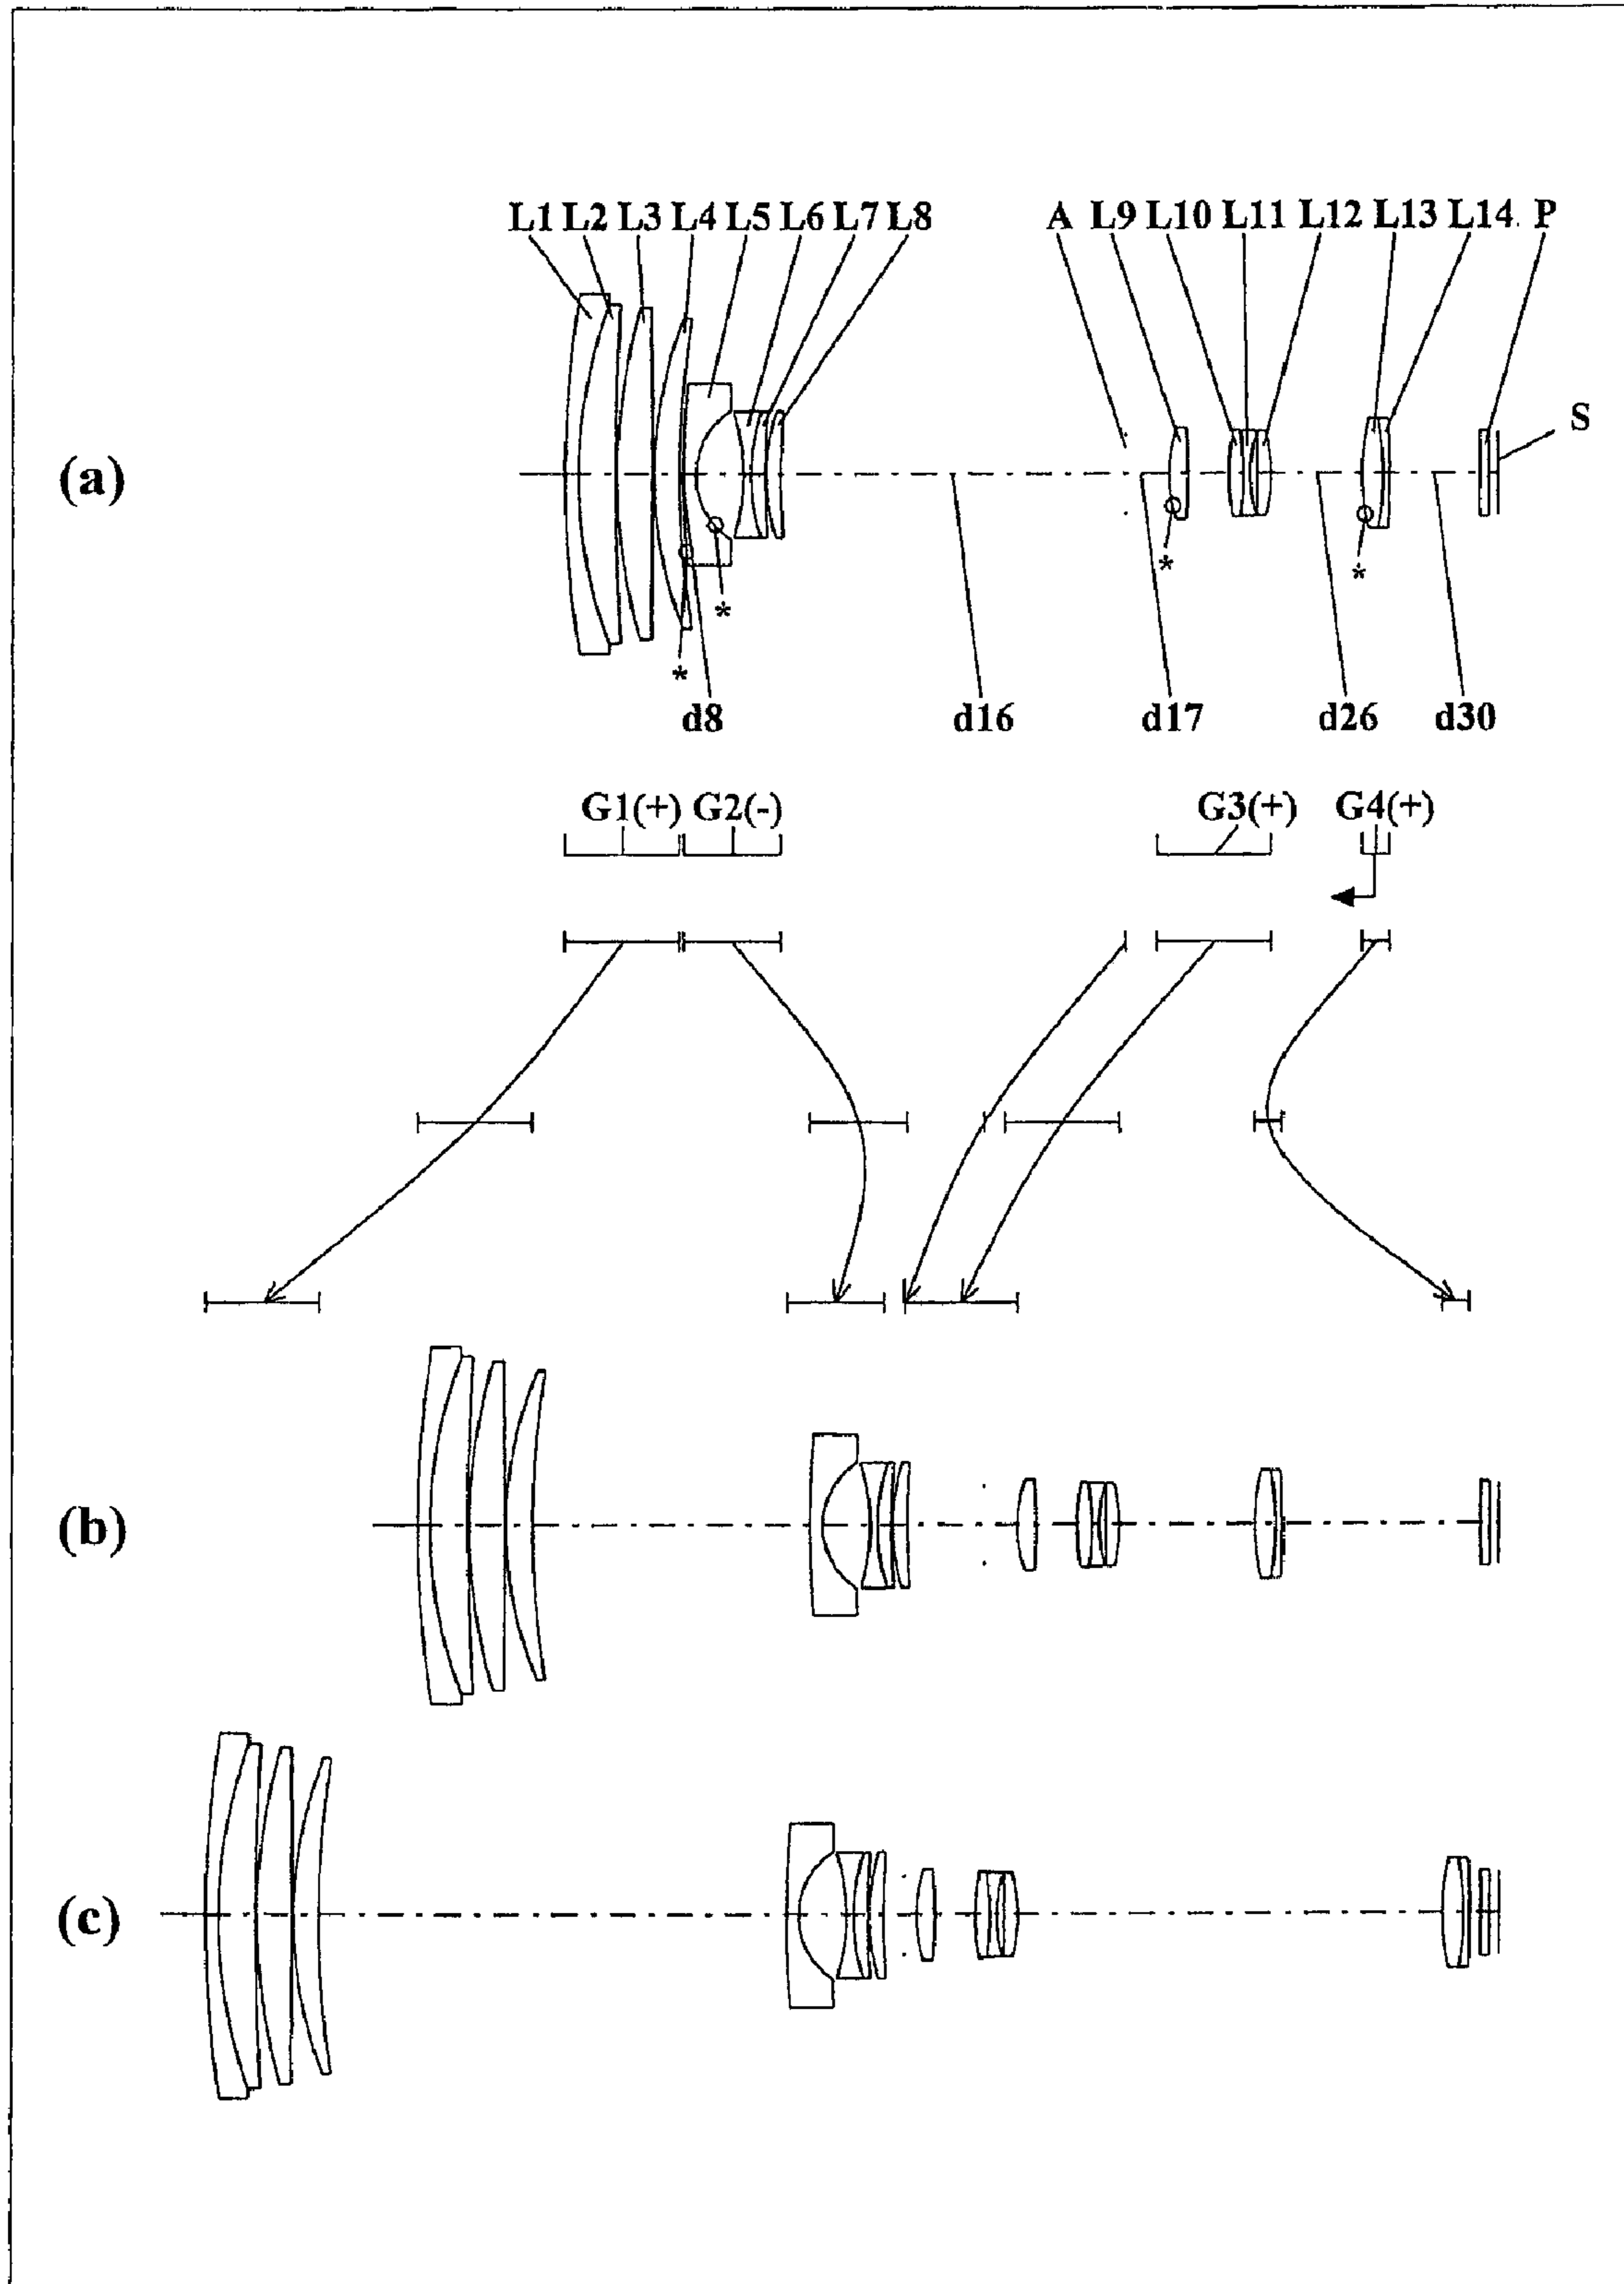 L1 L2 L3 L4 L5 L6 L7 L8 A L9 L10 L11 L12 L13 L14 P
S
(a)
*
*
*
*
d8 d16 d17 d26 d30
G1(+) G2(-) G3(+) G4(+)
(b)
(c)